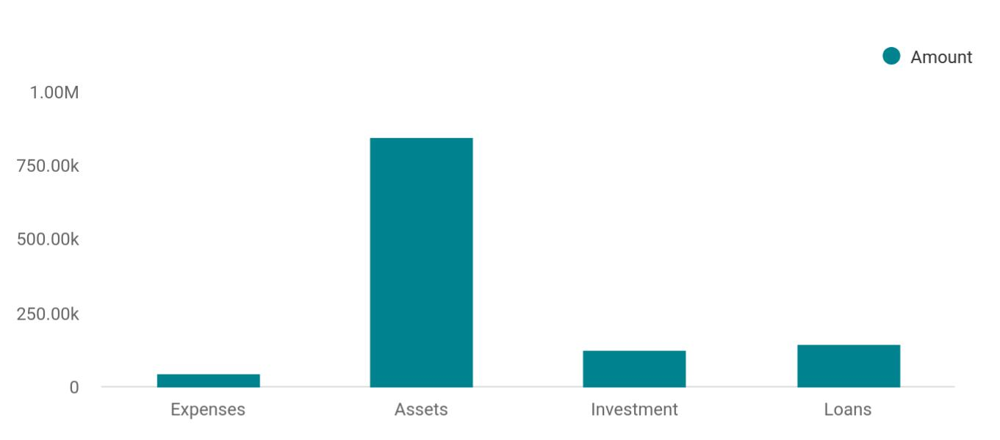 Amount
1.00M
750.00k
500.00k
250.00k
0
Expenses Assets Investment Loans